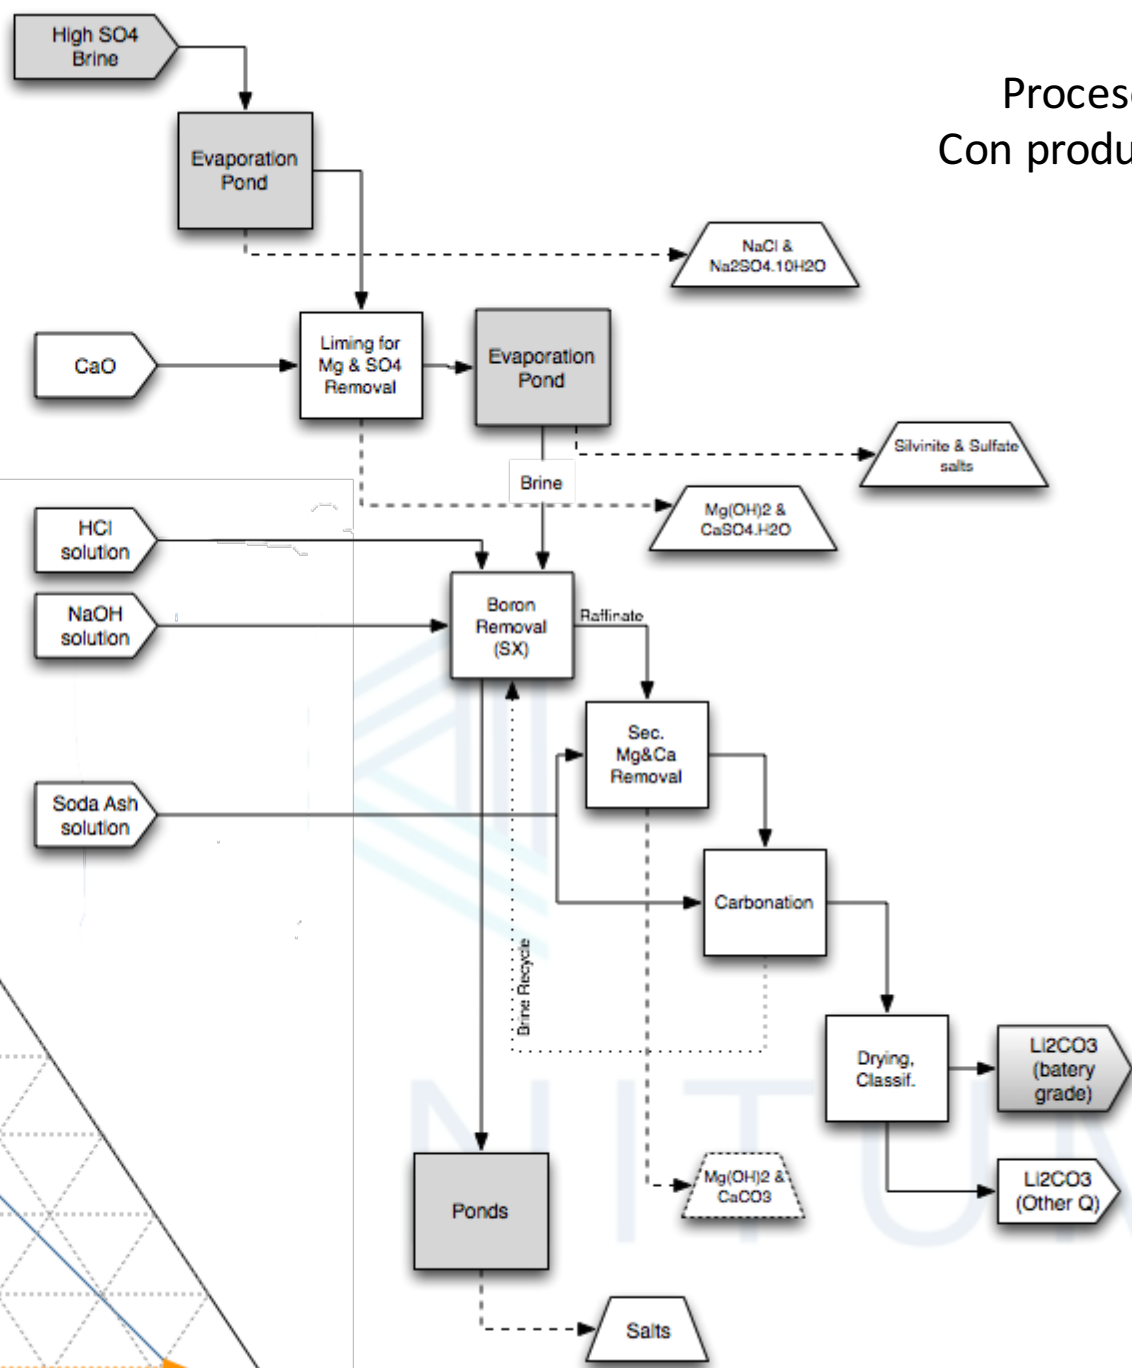 High SO4
Brine
Proces
Con produ
Evaporation
Pond
NaCl &
Na2SO4.10H2O
CaO
Liming for
Mg & SO4
Removal
Evaporation
Pond
Silvinite & Sulfate
salts
Brine
Mg(OH)2 &
CaSO4.H2O
HCl
solution
NaOH
solution
Boron
Removal
(SX)
Raffinate
Sec.
Mg&Ca
Removal
Soda Ash
solution
Carbonation
Brine Recycle
Drying,
Classif.
Li2CO3
(batery
grade)
Mg(OH)2 &
CaCO3
Li2CO3
(Other Q)
Ponds
Salts
NITUM